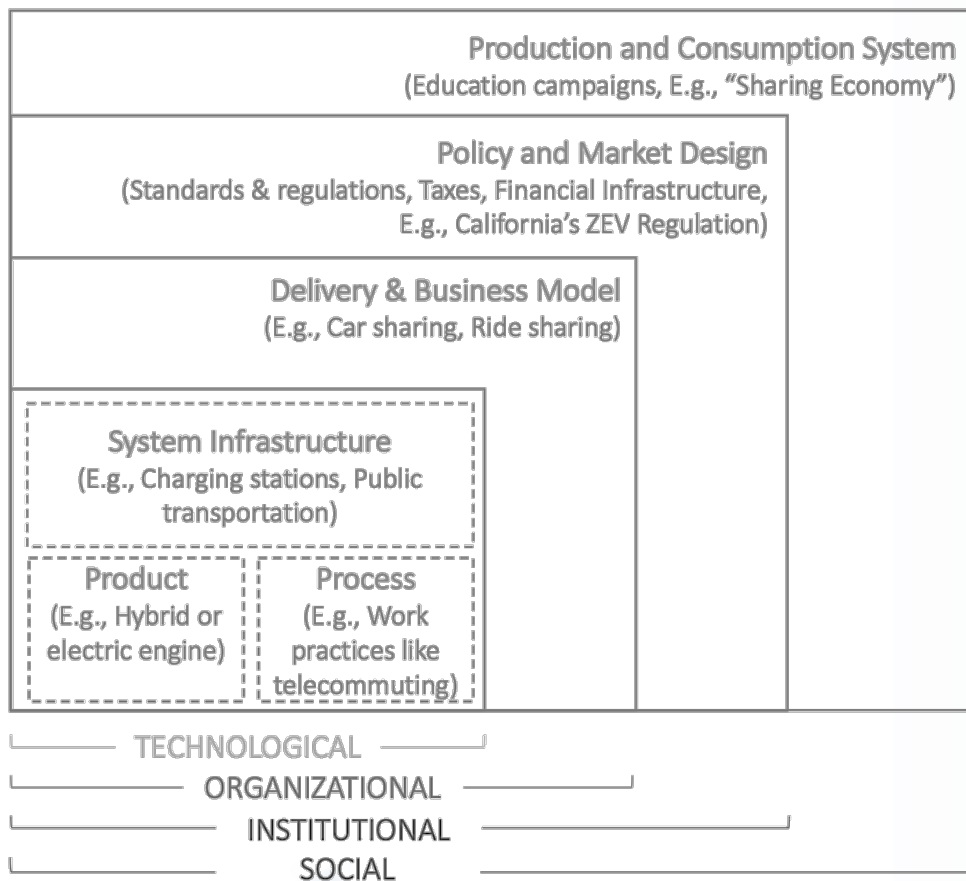 Production and Consumption System
(Education campaigns, E.g., “Sharing Economy”)
Policy and Market Design
(Standards & regulations, Taxes, Financial Infrastructure,
E.g., California’s ZEV Regulation)
Delivery & Business Model
(E.g., Car sharing, Ride sharing)
System Infrastructure
(E.g., Charging stations, Public
transportation)
Product
(E.g., Hybrid or
electric engine)
Process
(E.g., Work
practices like
telecommuting)
TECHNOLOGICAL
ORGANIZATIONAL
INSTITUTIONAL
SOCIAL